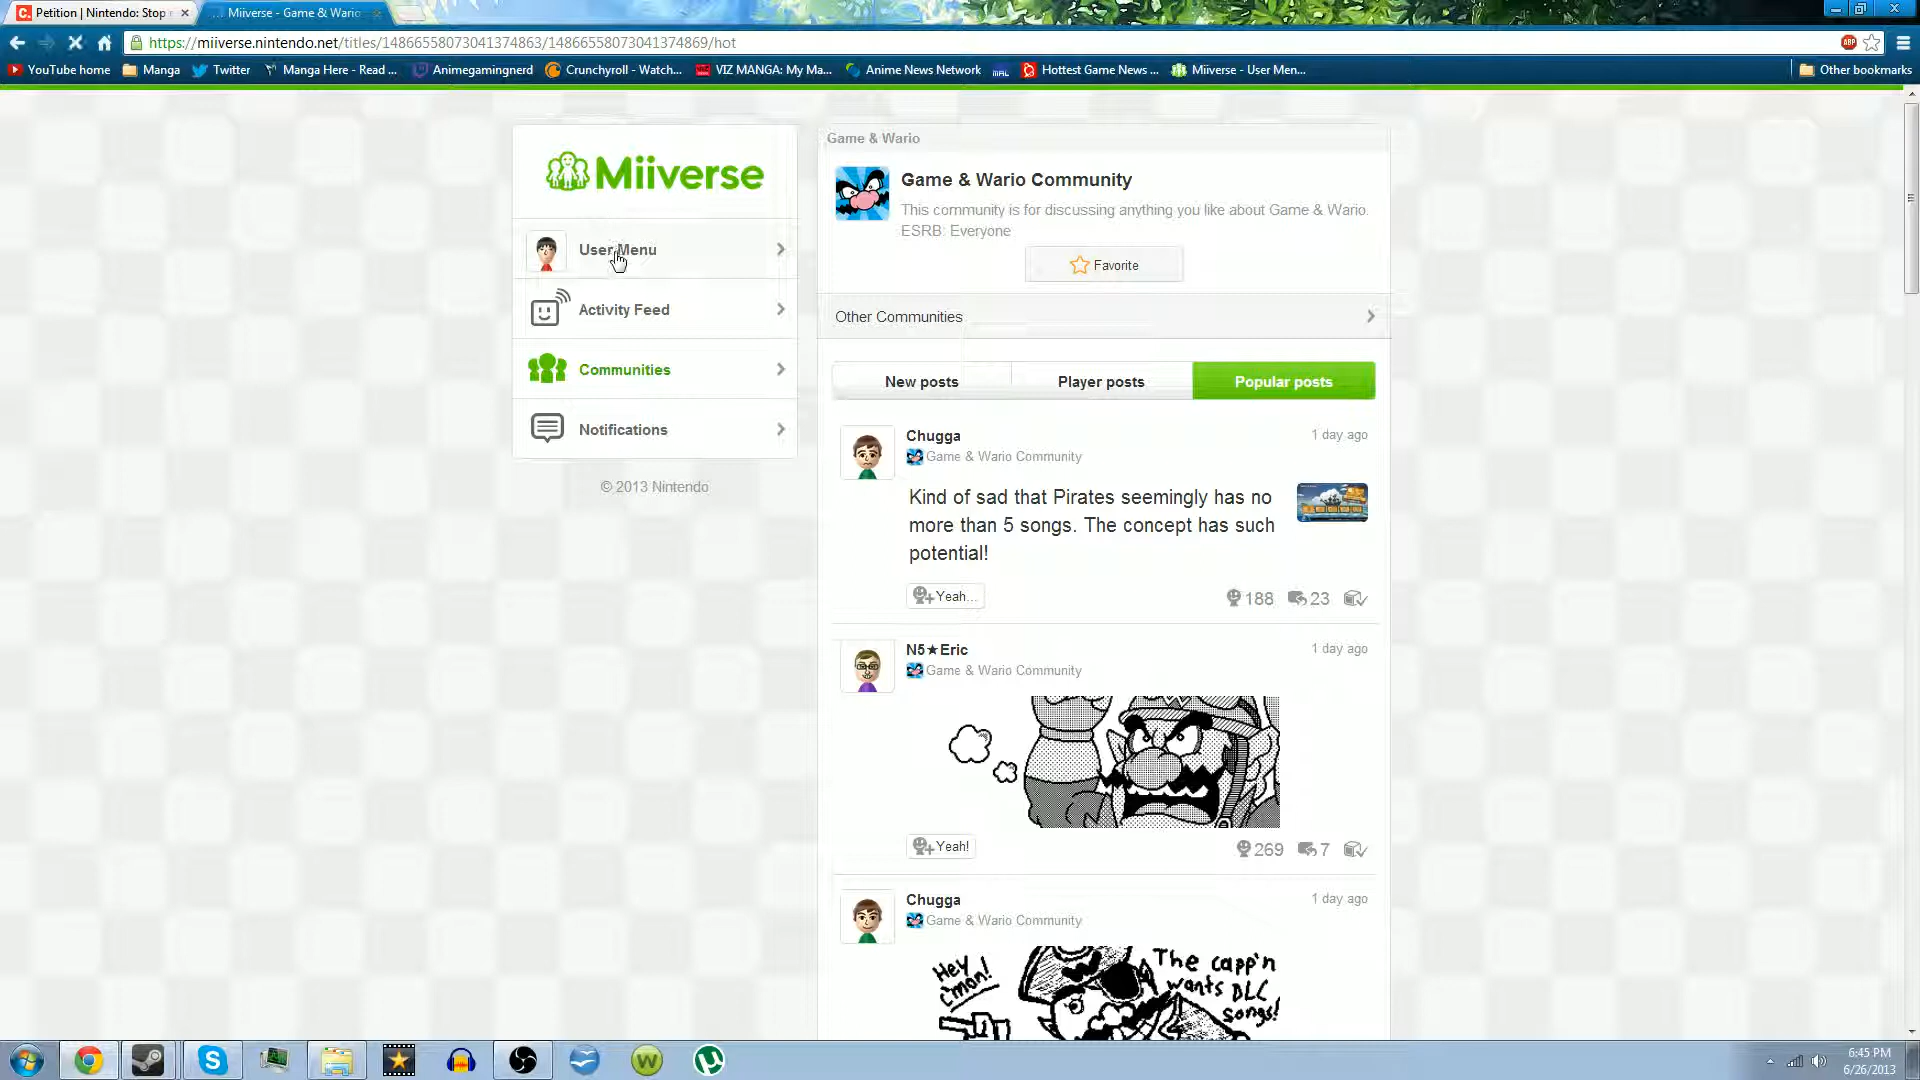 Petition | Nintendo: Stop
Miiverse - Game & Wario
https://miiverse.nintendo.net/titles/14866558073041374863/14866558073041374869/hot
ABP
YouTube home
Manga
Twitter
Manga Here - Read ...
Animegamingnerd
Crunchyroll - Watch...
VIZ MANGA: My Ma...
Anime News Network
MAL
Hottest Game News ...
Miiverse - User Men...
Other bookmarks
Miiverse
User Menu
Activity Feed
Communities
Notifications
© 2013 Nintendo
Game & Wario
Game & Wario Community
This community is for discussing anything you like about Game & Wario.
ESRB: Everyone
Favorite
Other Communities
New posts
Player posts
Popular posts
Chugga
1 day ago
Game & Wario Community
Kind of sad that Pirates seemingly has no
more than 5 songs. The concept has such
potential!
Yeah...
188
23
N5★Eric
1 day ago
Game & Wario Community
Yeah!
269
7
Chugga
1 day ago
Game & Wario Community
Hey c'mon!
The capp'n
wants DLC
songs!
6:45 PM
6/26/2013